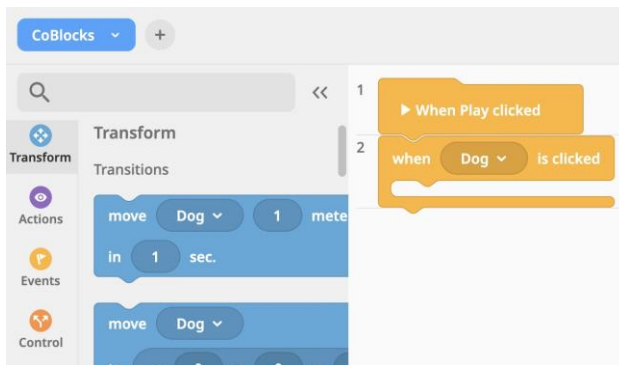 CoBlocks
+
1
When Play clicked
2
when Dog is clicked
Transform
Actions
Events
Control
Transform
Transitions
move Dog 1 mete
in 1 sec.
move Dog